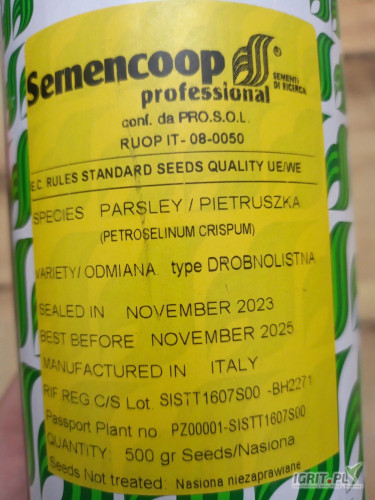 Semencoop ®
SEMENTI
DI RICERCA
professional
conf. da PRO.S.O.L.
RUOP IT- 08-0050
E.C. RULES STANDARD SEEDS QUALITY UE/WE
SPECIES PARSLEY / PIETRUSZKA
(PETROSELINUM CRISPUM)
VARIETY/ ODMIANA type DROBNOLISTNA
SEALED IN NOVEMBER 2023
BEST BEFORE NOVEMBER 2025
MANUFACTURED IN ITALY
RIF REG C/S Lot. SISTT1607S00 -BH2271
Passport Plant no PZ00001-SISTT1607S00
QUANTITY: 500 gr Seeds/Nasiona
Seeds Not treated: Nasiona niezaprawiane
IGRIT.PL